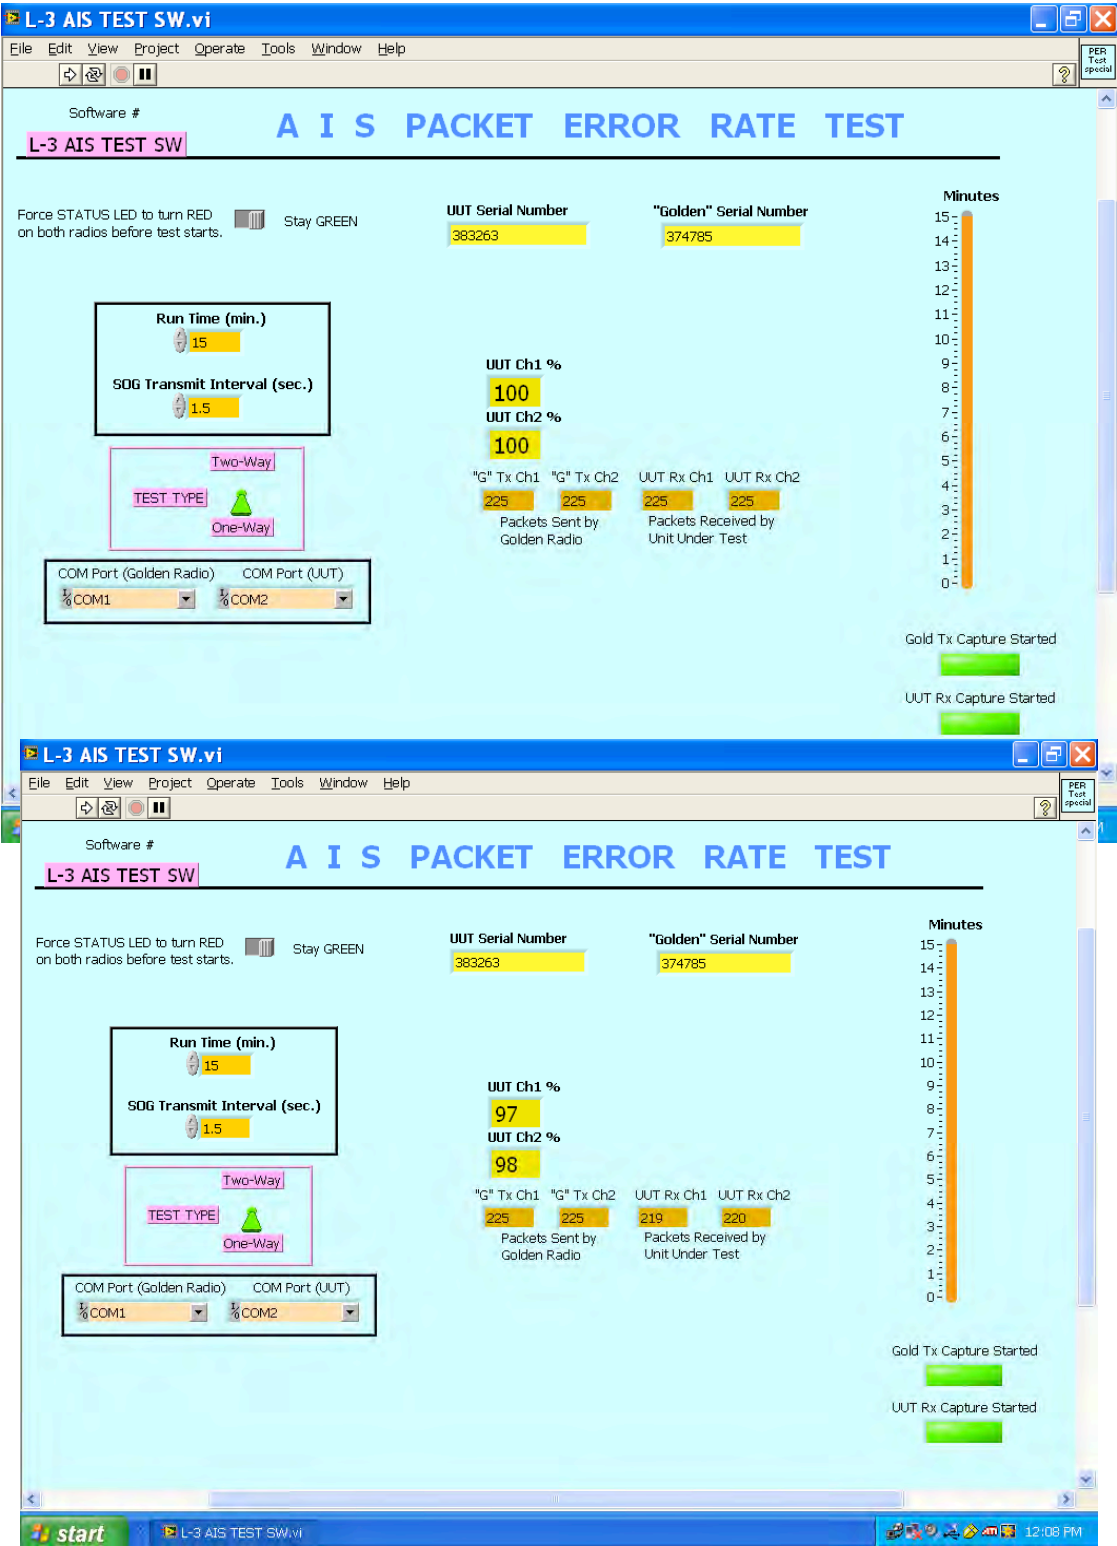 L-3 AIS TEST SW.vi
File Edit View Project Operate Tools Window Help
PER
Test
special
Software #
L-3 AIS TEST SW
A I S PACKET ERROR RATE TEST
Force STATUS LED to turn RED
on both radios before test starts.
Stay GREEN
UUT Serial Number
383263
"Golden" Serial Number
374785
Minutes
15
14
13
12
11
10
9
8
7
6
5
4
3
2
1
0
Run Time (min.)
15
SOG Transmit Interval (sec.)
1.5
UUT Ch1 %
100
UUT Ch2 %
100
Two-Way
TEST TYPE
One-Way
"G" Tx Ch1 "G" Tx Ch2 UUT Rx Ch1 UUT Rx Ch2
225 225 225 225
Packets Sent by
Golden Radio
Packets Received by
Unit Under Test
COM Port (Golden Radio) COM Port (UUT)
COM1 COM2
Gold Tx Capture Started
UUT Rx Capture Started
L-3 AIS TEST SW.vi
File Edit View Project Operate Tools Window Help
PER
Test
special
Software #
L-3 AIS TEST SW
A I S PACKET ERROR RATE TEST
Force STATUS LED to turn RED
on both radios before test starts.
Stay GREEN
UUT Serial Number
383263
"Golden" Serial Number
374785
Minutes
15
14
13
12
11
10
9
8
7
6
5
4
3
2
1
0
Run Time (min.)
15
SOG Transmit Interval (sec.)
1.5
UUT Ch1 %
97
UUT Ch2 %
98
Two-Way
TEST TYPE
One-Way
"G" Tx Ch1 "G" Tx Ch2 UUT Rx Ch1 UUT Rx Ch2
225 225 219 220
Packets Sent by
Golden Radio
Packets Received by
Unit Under Test
COM Port (Golden Radio) COM Port (UUT)
COM1 COM2
Gold Tx Capture Started
UUT Rx Capture Started
start L-3 AIS TEST SW.vi 12:08 PM